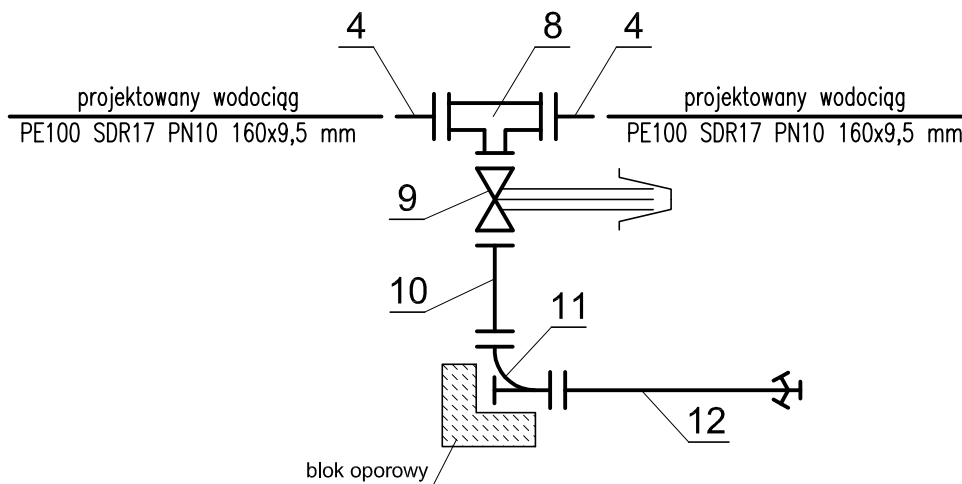 4
8
4
projektowany wodociąg
PE100 SDR17 PN10 160x9,5 mm
projektowany wodociąg
PE100 SDR17 PN10 160x9,5 mm
9
10
11
12
blok oporowy